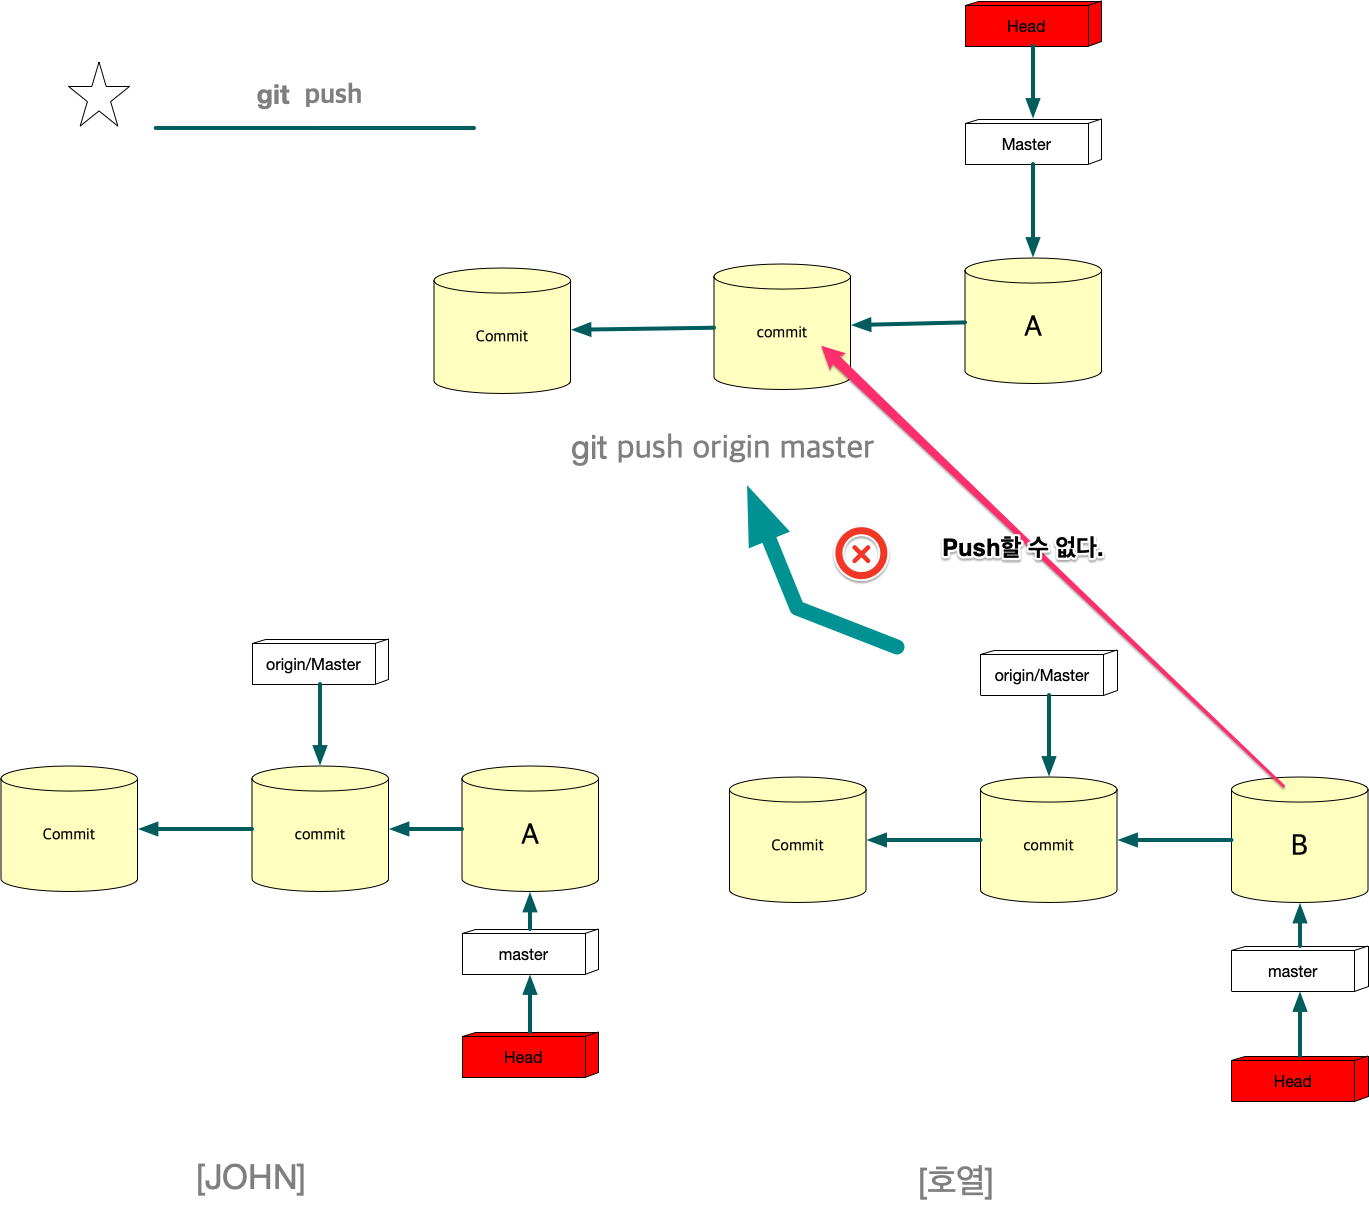 Head
git push
Master
Commit
commit
A
git push origin master
Push할 수 없다.
origin/Master
origin/Master
Commit
commit
A
Commit
commit
B
master
master
Head
Head
[JOHN]
[호열]